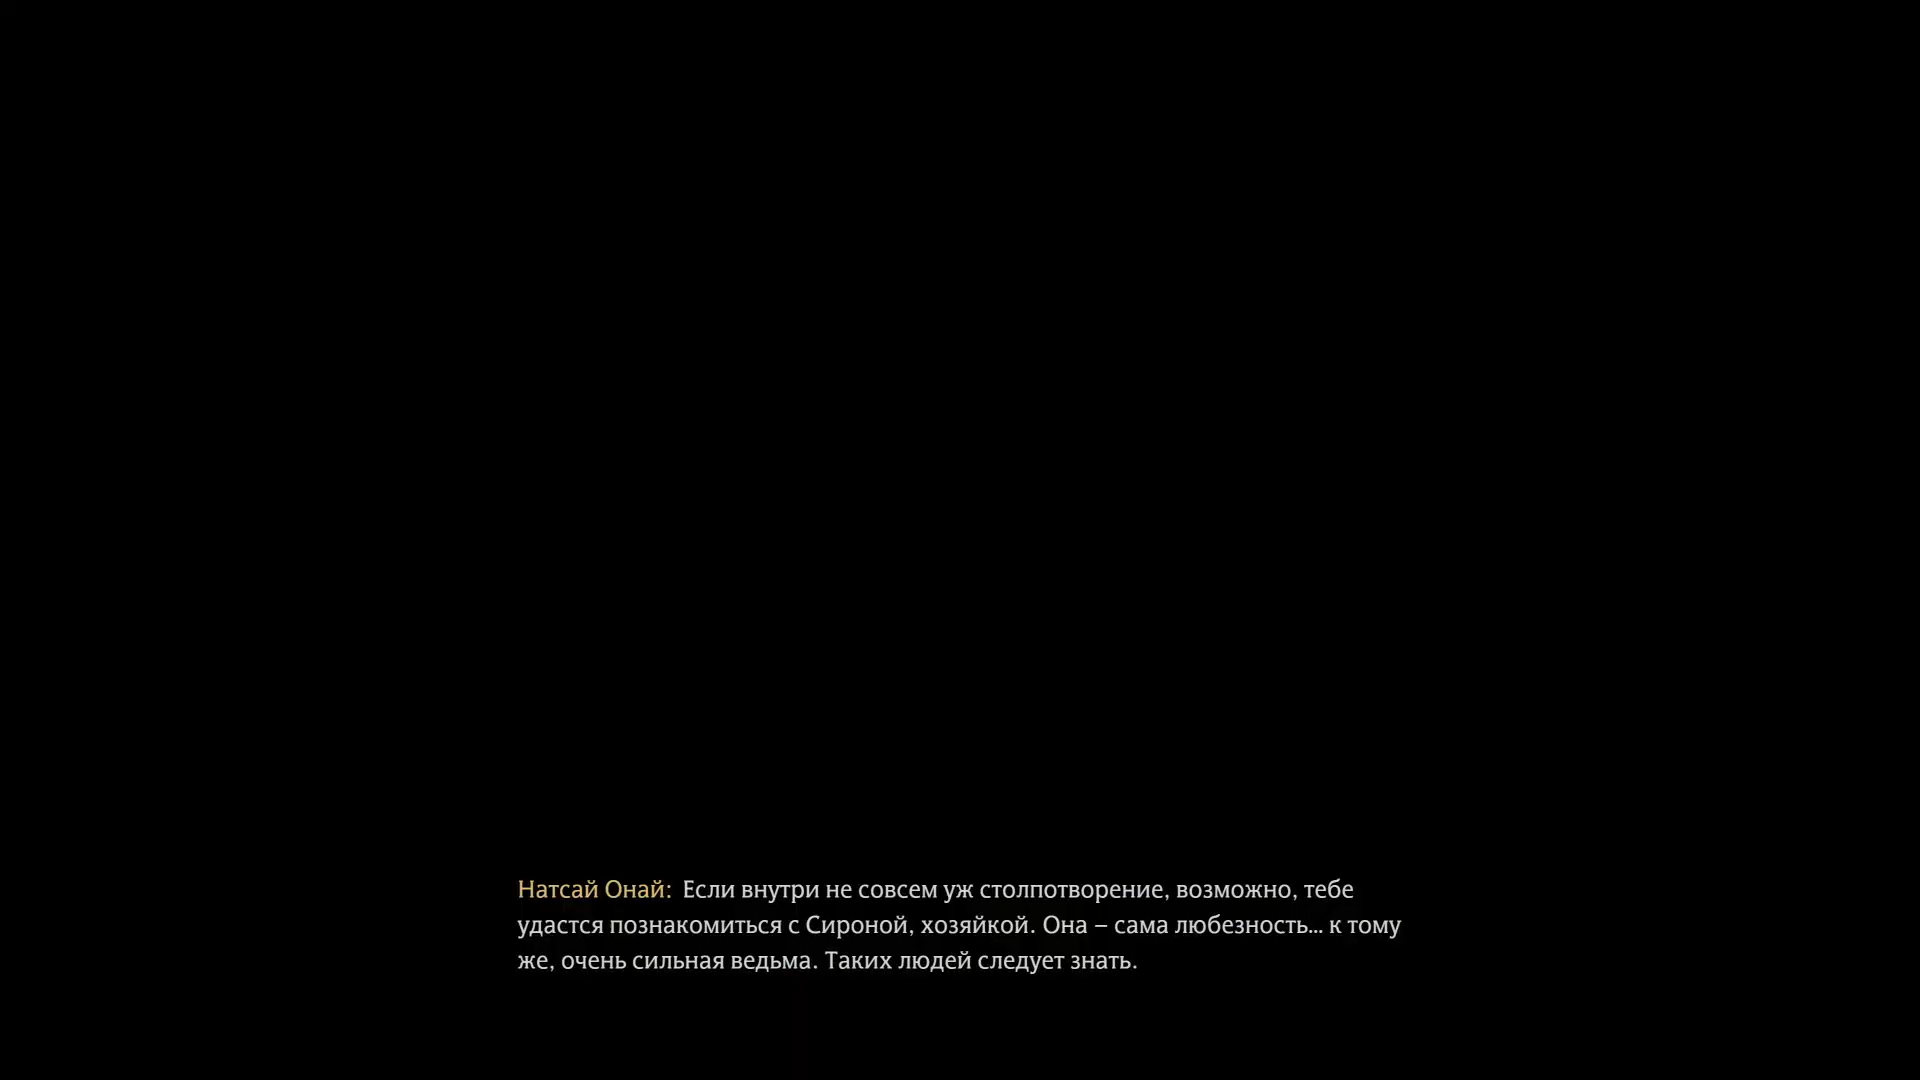 Натсай Онай: Если внутри не совсем уж столпотворение, возможно, тебе
удастся познакомиться с Сироной, хозяйкой. Она – сама любезность... к тому
же, очень сильная ведьма. Таких людей следует знать.